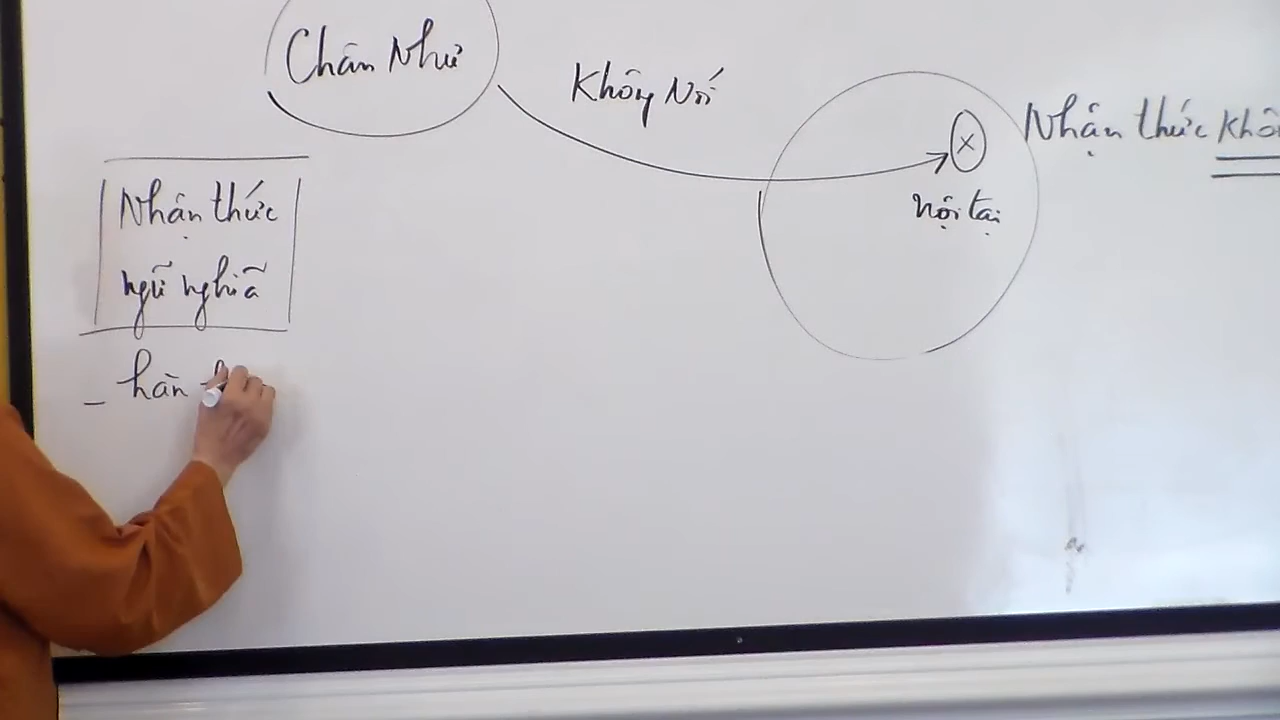 Chân Như
Không Nói
Nhận thức
nội tại
Nhận thức
ngữ nghĩa
_ hàn